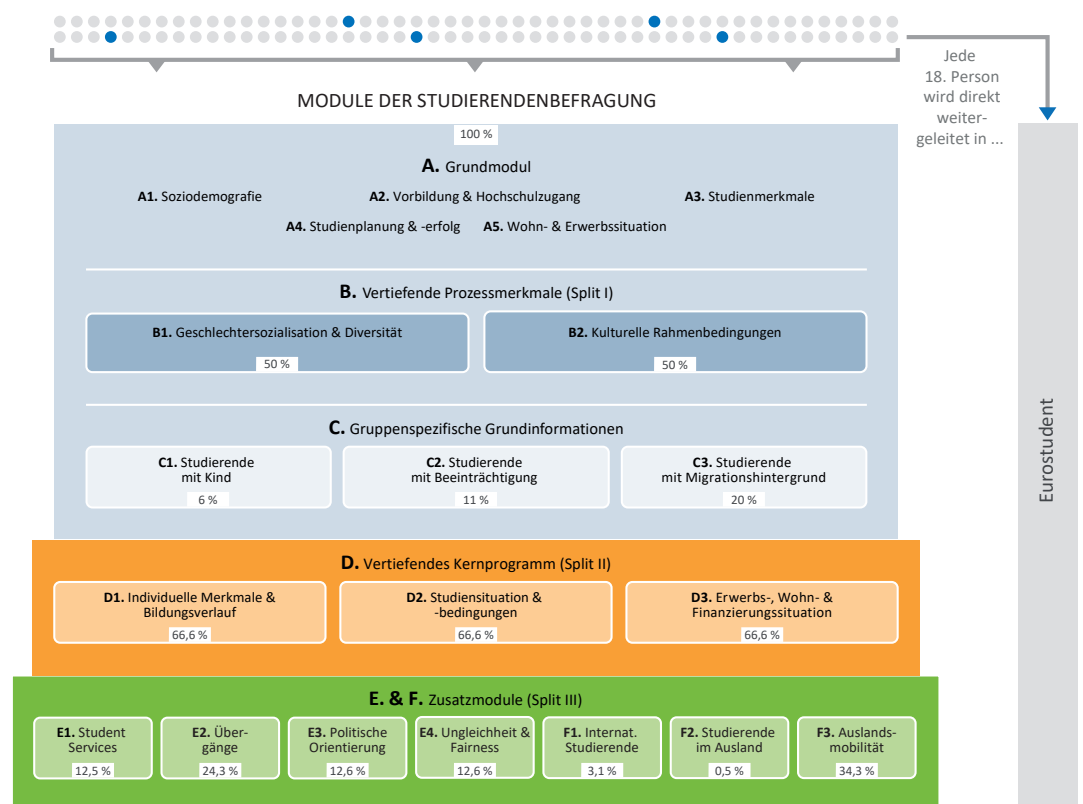 Jede
18. Person
wird direkt
weiter-
geleitet in ...
MODULE DER STUDIERENDENBEFRAGUNG
100 %
A. Grundmodul
A1. Soziodemografie
A2. Vorbildung & Hochschulzugang
A3. Studienmerkmale
A4. Studienplanung & -erfolg
A5. Wohn- & Erwerbssituation
B. Vertiefende Prozessmerkmale (Split I)
B1. Geschlechtersozialisation & Diversität
50 %
B2. Kulturelle Rahmenbedingungen
50 %
C. Gruppenspezifische Grundinformationen
C1. Studierende
mit Kind
6 %
C2. Studierende
mit Beeinträchtigung
11 %
C3. Studierende
mit Migrationshintergrund
20 %
D. Vertiefendes Kernprogramm (Split II)
D1. Individuelle Merkmale &
Bildungsverlauf
66,6 %
D2. Studiensituation &
-bedingungen
66,6 %
D3. Erwerbs-, Wohn- &
Finanzierungssituation
66,6 %
E. & F. Zusatzmodule (Split III)
E1. Student
Services
12,5 %
E2. Über-
gänge
24,3 %
E3. Politische
Orientierung
12,6 %
E4. Ungleichheit &
Fairness
12,6 %
F1. Internat.
Studierende
3,1 %
F2. Studierende
im Ausland
0,5 %
F3. Auslands-
mobilität
34,3 %
Eurostudent